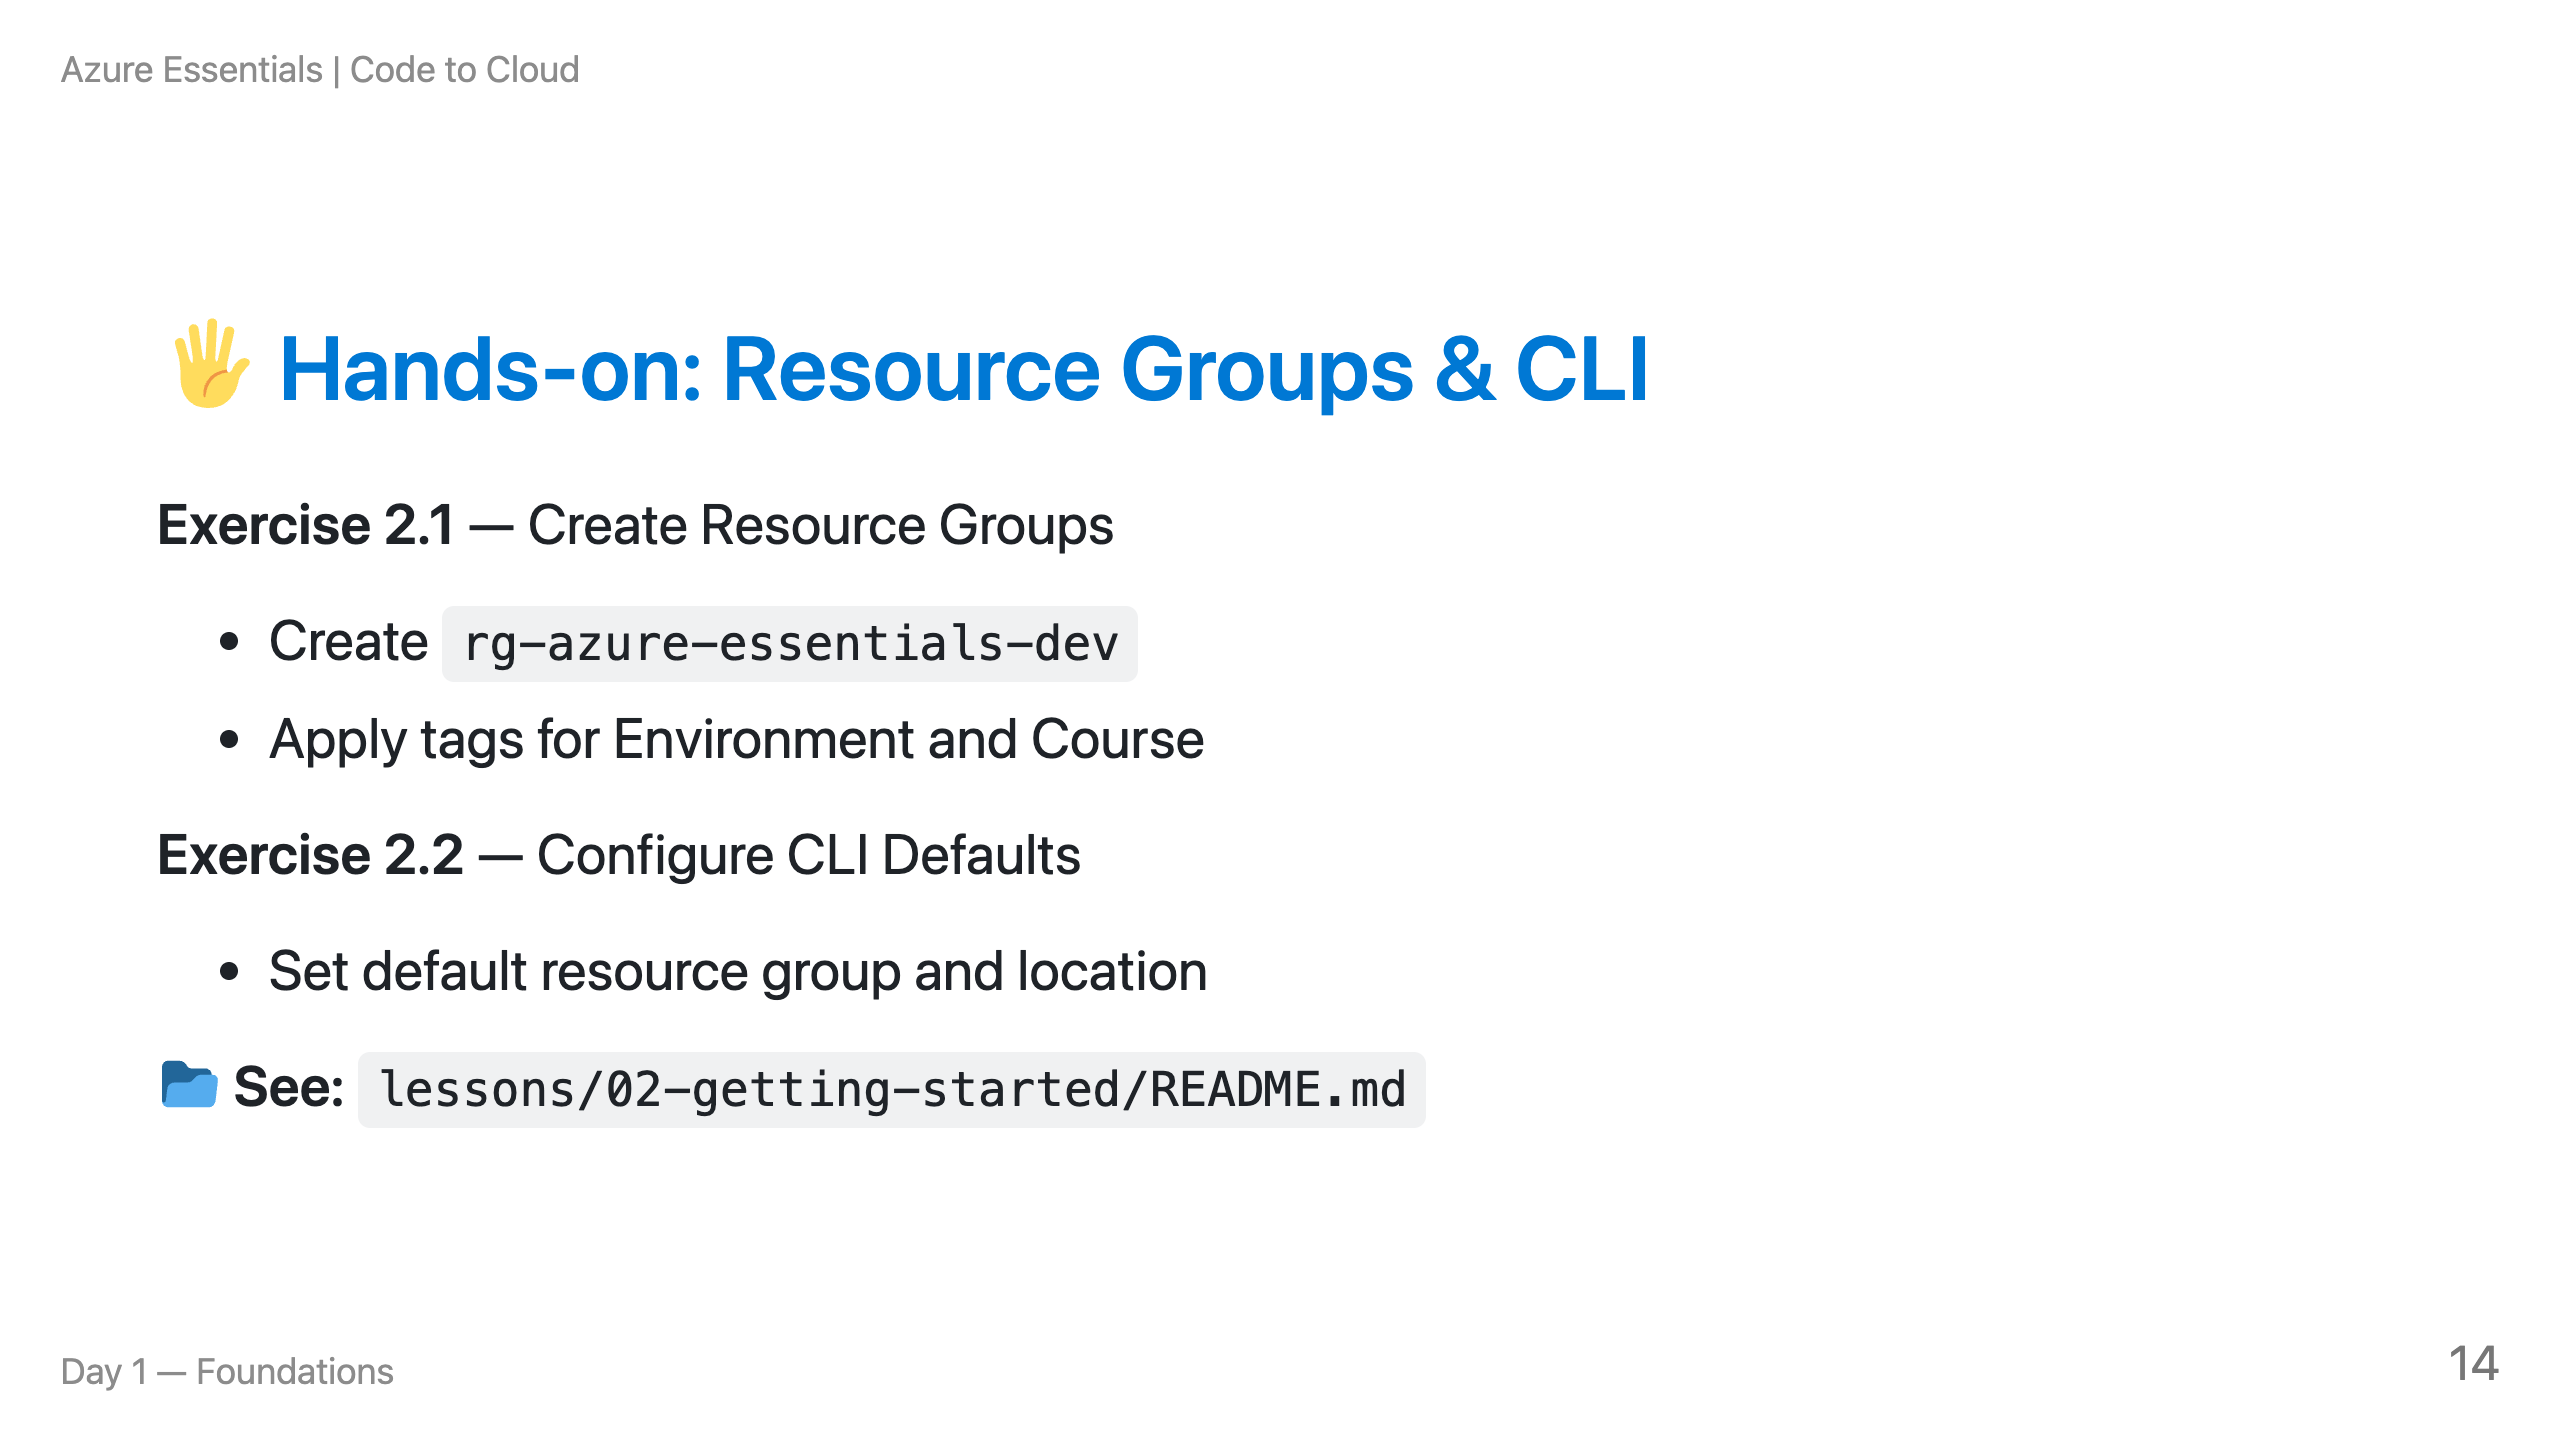 Azure Essentials | Code to Cloud
🖐 Hands-on: Resource Groups & CLI
Exercise 2.1 — Create Resource Groups
• Create rg-azure-essentials-dev
• Apply tags for Environment and Course
Exercise 2.2 — Configure CLI Defaults
• Set default resource group and location
📂 See: lessons/02-getting-started/README.md
Day 1 — Foundations
14